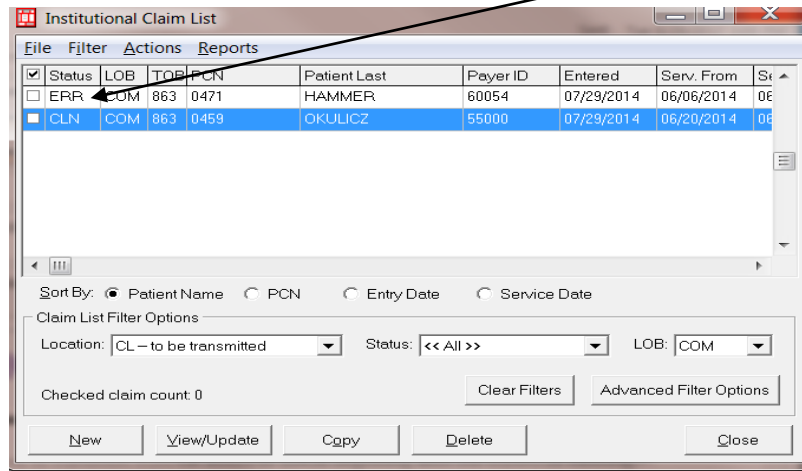 Institutional Claim List
File Filter Actions Reports
Status LOB TOB PCN Patient Last Payer ID Entered Serv. From Se
ERR COM 863 0471 HAMMER 60054 07/29/2014 06/06/2014 06
CLN COM 863 0459 OKULICZ 55000 07/29/2014 06/20/2014 06
Sort By: Patient Name PCN Entry Date Service Date
Claim List Filter Options
Location: CL – to be transmitted Status: << All >> LOB: COM
Checked claim count: 0 Clear Filters Advanced Filter Options
New View/Update Copy Delete Close